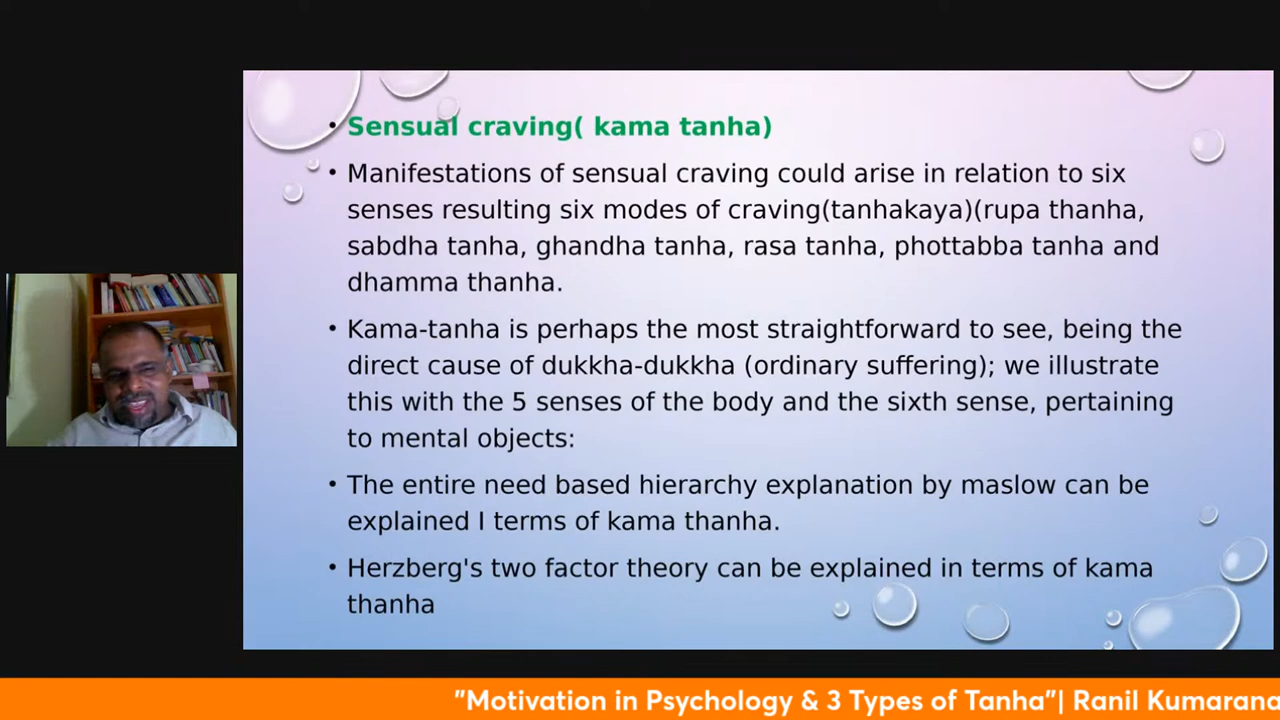 • Sensual craving( kama tanha)
• Manifestations of sensual craving could arise in relation to six
senses resulting six modes of craving(tanhakaya)(rupa thanha,
sabdha tanha, ghandha tanha, rasa tanha, phottabba tanha and
dhamma thanha.
• Kama-tanha is perhaps the most straightforward to see, being the
direct cause of dukkha-dukkha (ordinary suffering); we illustrate
this with the 5 senses of the body and the sixth sense, pertaining
to mental objects:
• The entire need based hierarchy explanation by maslow can be
explained I terms of kama thanha.
• Herzberg's two factor theory can be explained in terms of kama
thanha
"Motivation in Psychology & 3 Types of Tanha"| Ranil Kumarana